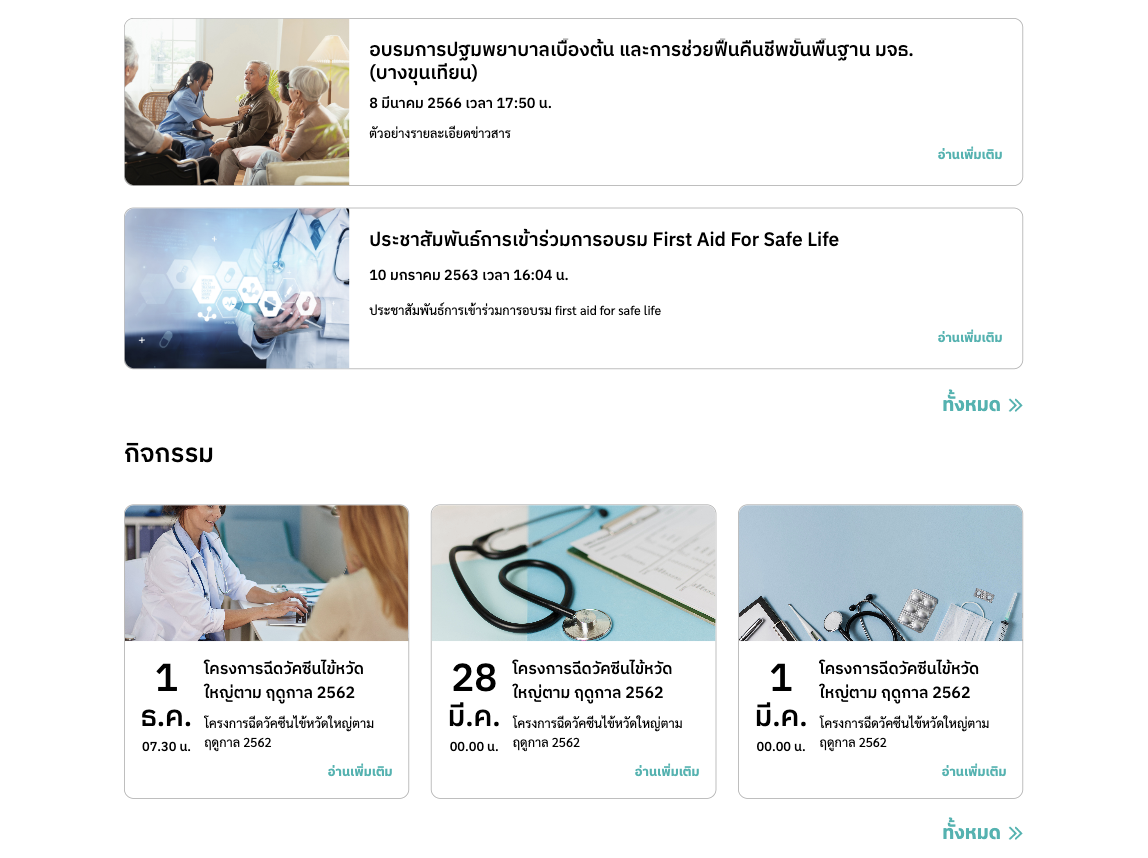 อบรมการปฐมพยาบาลเบื้องต้น และการช่วยฟื้นคืนชีพขั้นพื้นฐาน มจธ.
(บางขุนเทียน)
8 มีนาคม 2566 เวลา 17:50 น.
ตัวอย่างรายละเอียดข่าวสาร
อ่านเพิ่มเติม
ประชาสัมพันธ์การเข้าร่วมการอบรม First Aid For Safe Life
10 มกราคม 2563 เวลา 16:04 น.
ประชาสัมพันธ์การเข้าร่วมการอบรม first aid for safe life
อ่านเพิ่มเติม
ทั้งหมด
กิจกรรม
1
ธ.ค.
07.30 น.
โครงการฉีดวัคซีนไข้หวัด
ใหญ่ตาม ฤดูกาล 2562
โครงการฉีดวัคซีนไข้หวัดใหญ่ตาม
ฤดูกาล 2562
อ่านเพิ่มเติม
28
มี.ค.
00.00 น.
โครงการฉีดวัคซีนไข้หวัด
ใหญ่ตาม ฤดูกาล 2562
โครงการฉีดวัคซีนไข้หวัดใหญ่ตาม
ฤดูกาล 2562
อ่านเพิ่มเติม
1
มี.ค.
00.00 น.
โครงการฉีดวัคซีนไข้หวัด
ใหญ่ตาม ฤดูกาล 2562
โครงการฉีดวัคซีนไข้หวัดใหญ่ตาม
ฤดูกาล 2562
อ่านเพิ่มเติม
ทั้งหมด